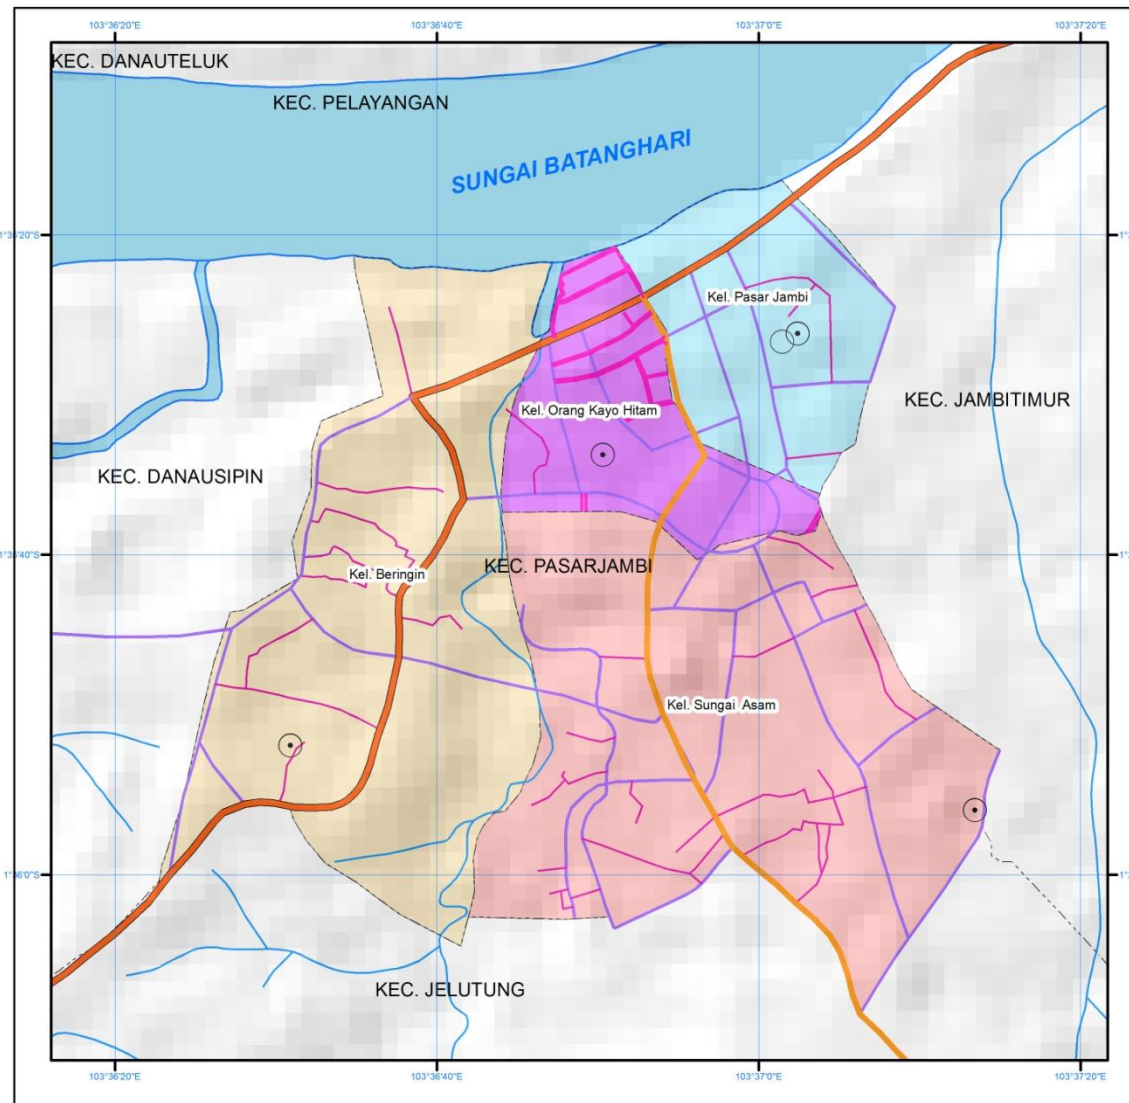 103°36'20"E
103°36'40"E
103°37'0"E
103°37'20"E
KEC. DANAUTELUK
KEC. PELAYANGAN
SUNGAI BATANGHARI
Kel. Pasar Jambi
KEC. JAMBITIMUR
Kel. Orang Kayo Hitam
KEC. DANAUSIPIN
KEC. PASARJAMBI
Kel. Beringin
Kel. Sungai Asam
KEC. JELUTUNG
103°36'20"E
103°36'40"E
103°37'0"E
103°37'20"E